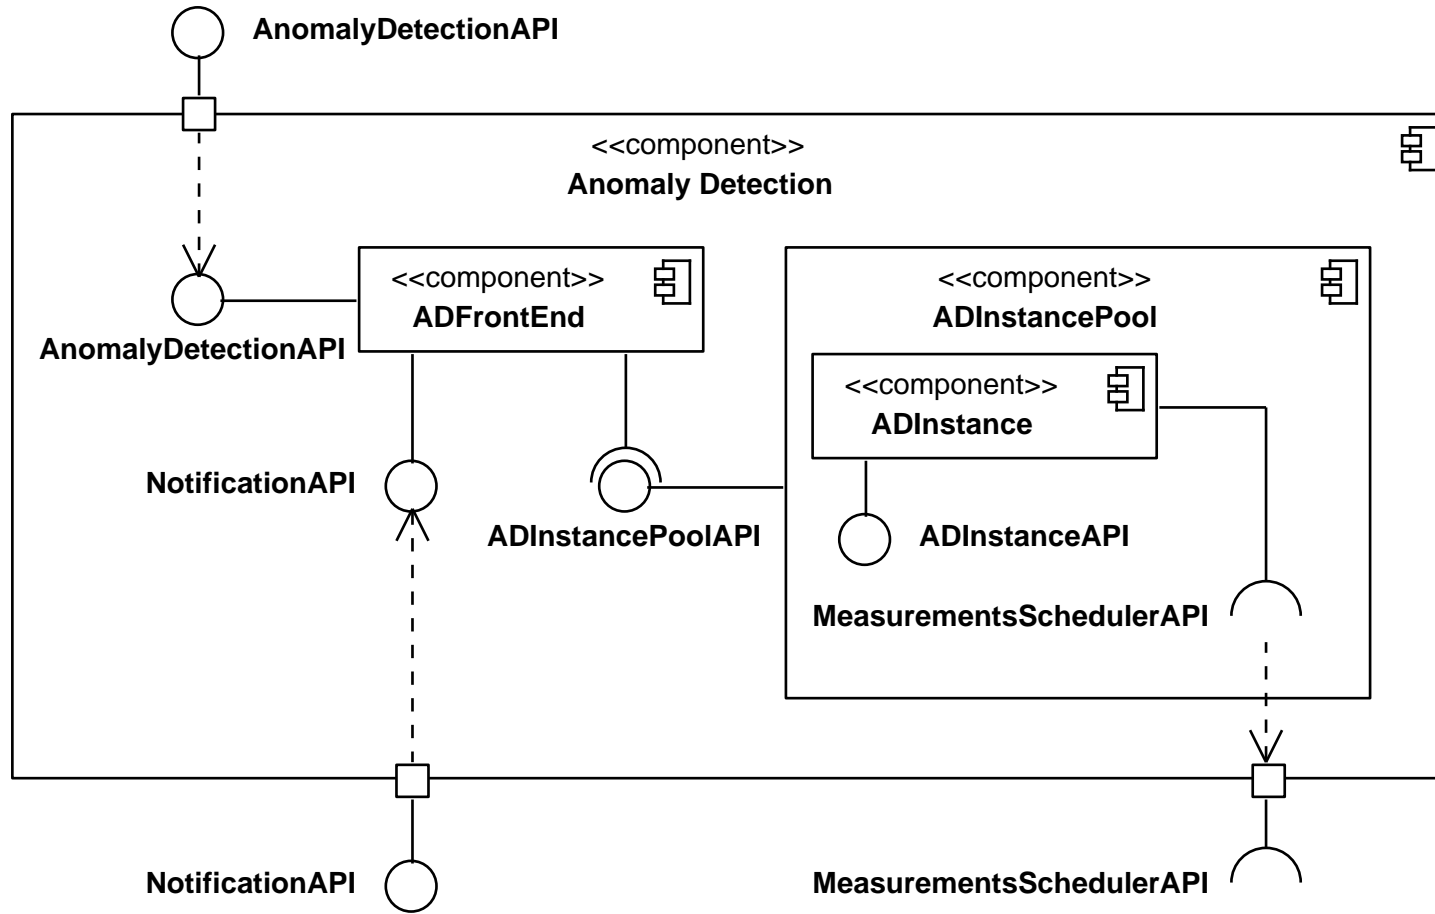 AnomalyDetectionAPI
<<component>>
Anomaly Detection
<<component>>
ADFrontEnd
<<component>>
ADInstancePool
AnomalyDetectionAPI
<<component>>
ADInstance
NotificationAPI
ADInstancePoolAPI
ADInstanceAPI
MeasurementsSchedulerAPI
NotificationAPI
MeasurementsSchedulerAPI